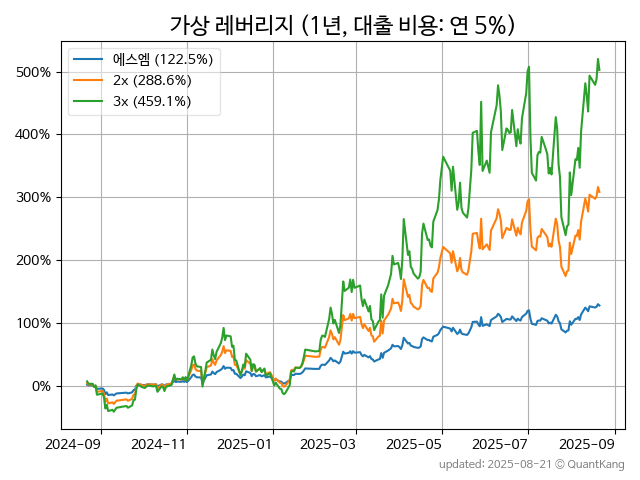 가상 레버리지 (1년, 대출 비용: 연 5%)
에스엠 (122.5%)
2x (288.6%)
3x (459.1%)
500%
400%
300%
200%
100%
0%
2024-09 2024-11 2025-01 2025-03 2025-05 2025-07 2025-09
updated: 2025-08-21 © QuantKang